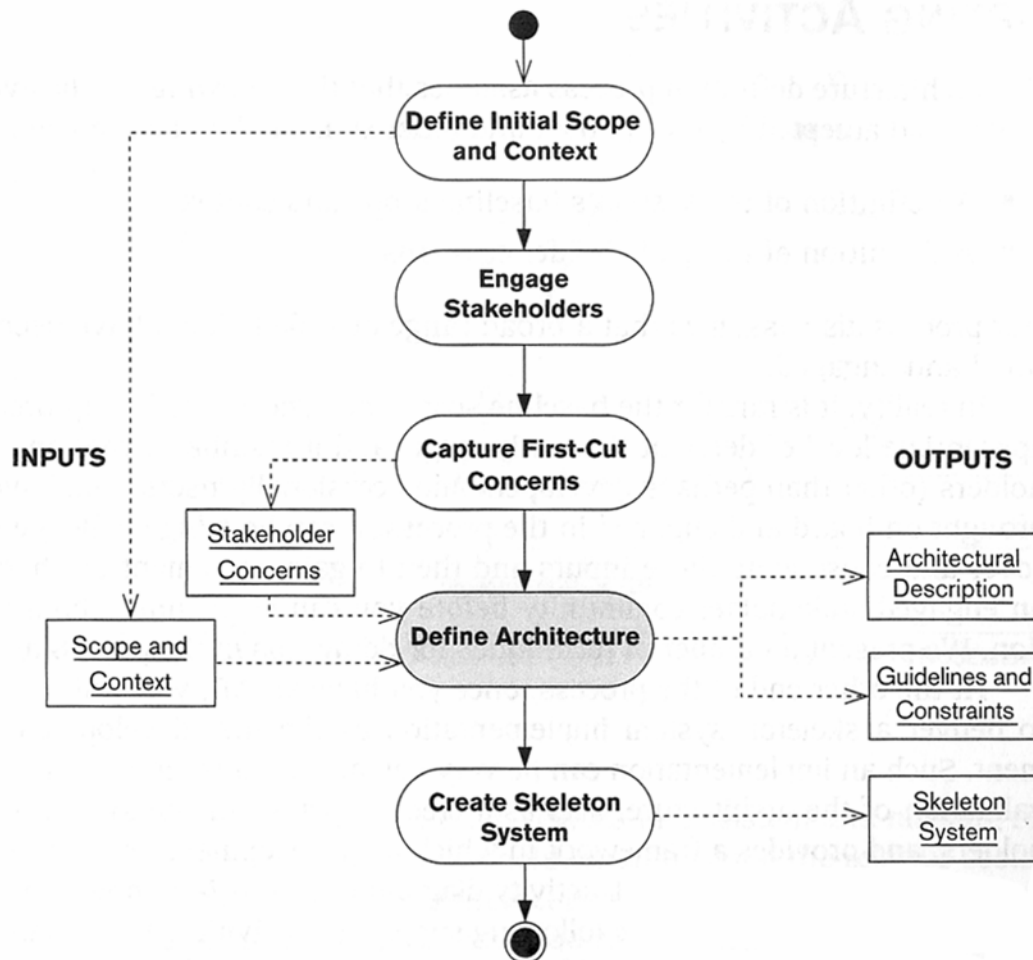 Define Initial Scope
and Context
Engage
Stakeholders
Capture First-Cut
Concerns
INPUTS
OUTPUTS
Stakeholder
Concerns
Architectural
Description
Define Architecture
Scope and
Context
Guidelines and
Constraints
Create Skeleton
System
Skeleton
System